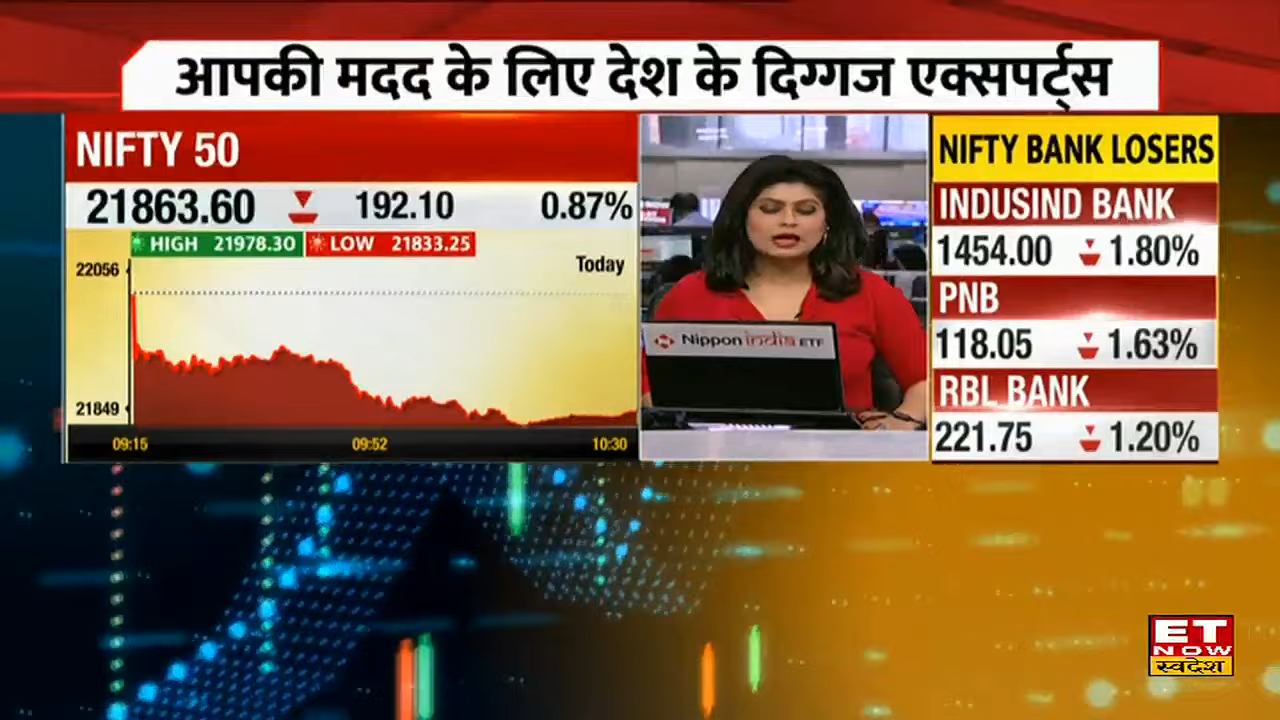 आपकी मदद के लिए देश के दिग्गज एक्सपर्ट्स
NIFTY 50
21863.60 192.10 0.87%
HIGH 21978.30 LOW 21833.25
Today
22056
21849
09:15 09:52 10:30
Nippon india ETF
NIFTY BANK LOSERS
INDUSIND BANK
1454.00 1.80%
PNB
118.05 1.63%
RBL BANK
221.75 1.20%
ET
NOW
स्वदेश